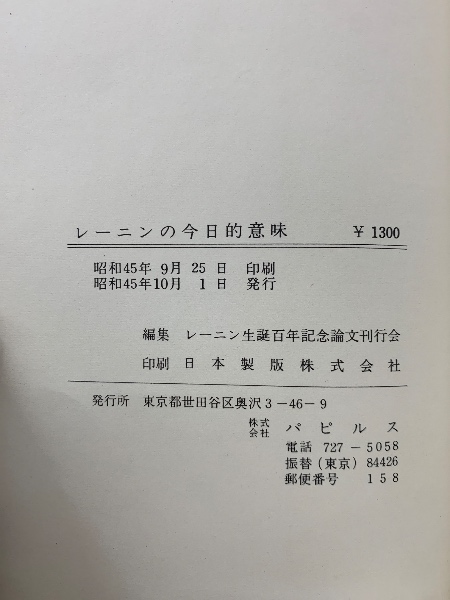 レーニンの今日的意味 ￥1300
昭和45年 9月 25 日 印刷
昭和45年10月 1日 発行
編集 レーニン生誕百年記念論文刊行会
印刷 日本製版株式会社
発行所 東京都世田谷区奥沢3－46－9
株式会社 パピルス
電話 727－5058
振替(東京)84426
郵便番号 158